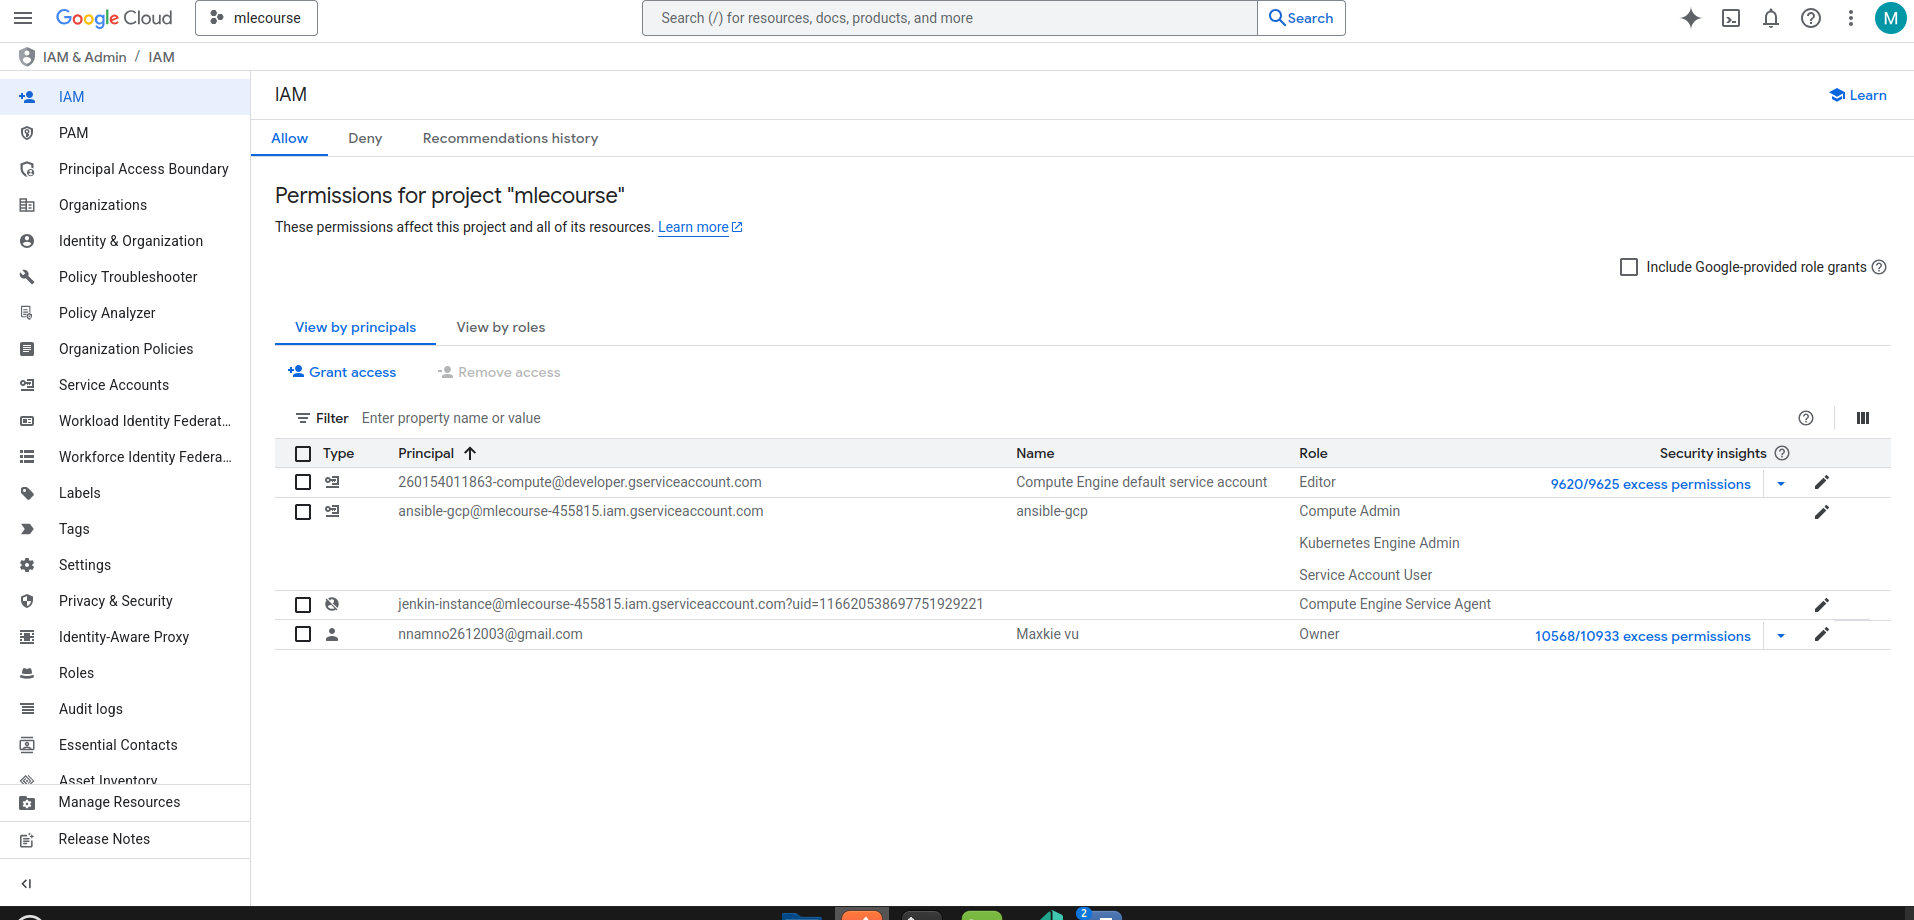 Google Cloud
mlecourse
Search (/) for resources, docs, products, and more
Search
M
IAM & Admin / IAM
IAM
PAM
Principal Access Boundary
Organizations
Identity & Organization
Policy Troubleshooter
Policy Analyzer
Organization Policies
Service Accounts
Workload Identity Federat...
Workforce Identity Federa...
Labels
Tags
Settings
Privacy & Security
Identity-Aware Proxy
Roles
Audit logs
Essential Contacts
Asset Inventory
Manage Resources
Release Notes
IAM
Learn
Allow
Deny
Recommendations history
Permissions for project "mlecourse"
These permissions affect this project and all of its resources. Learn more
Include Google-provided role grants
View by principals
View by roles
Grant access
Remove access
Filter Enter property name or value
Type Principal Name Role Security insights
260154011863-compute@developer.gserviceaccount.com Compute Engine default service account Editor 9620/9625 excess permissions
ansible-gcp@mlecourse-455815.iam.gserviceaccount.com ansible-gcp Compute Admin
Kubernetes Engine Admin
Service Account User
jenkin-instance@mlecourse-455815.iam.gserviceaccount.com?uid=116620538697751929221 Compute Engine Service Agent
nnamno2612003@gmail.com Maxkie vu Owner 10568/10933 excess permissions
2